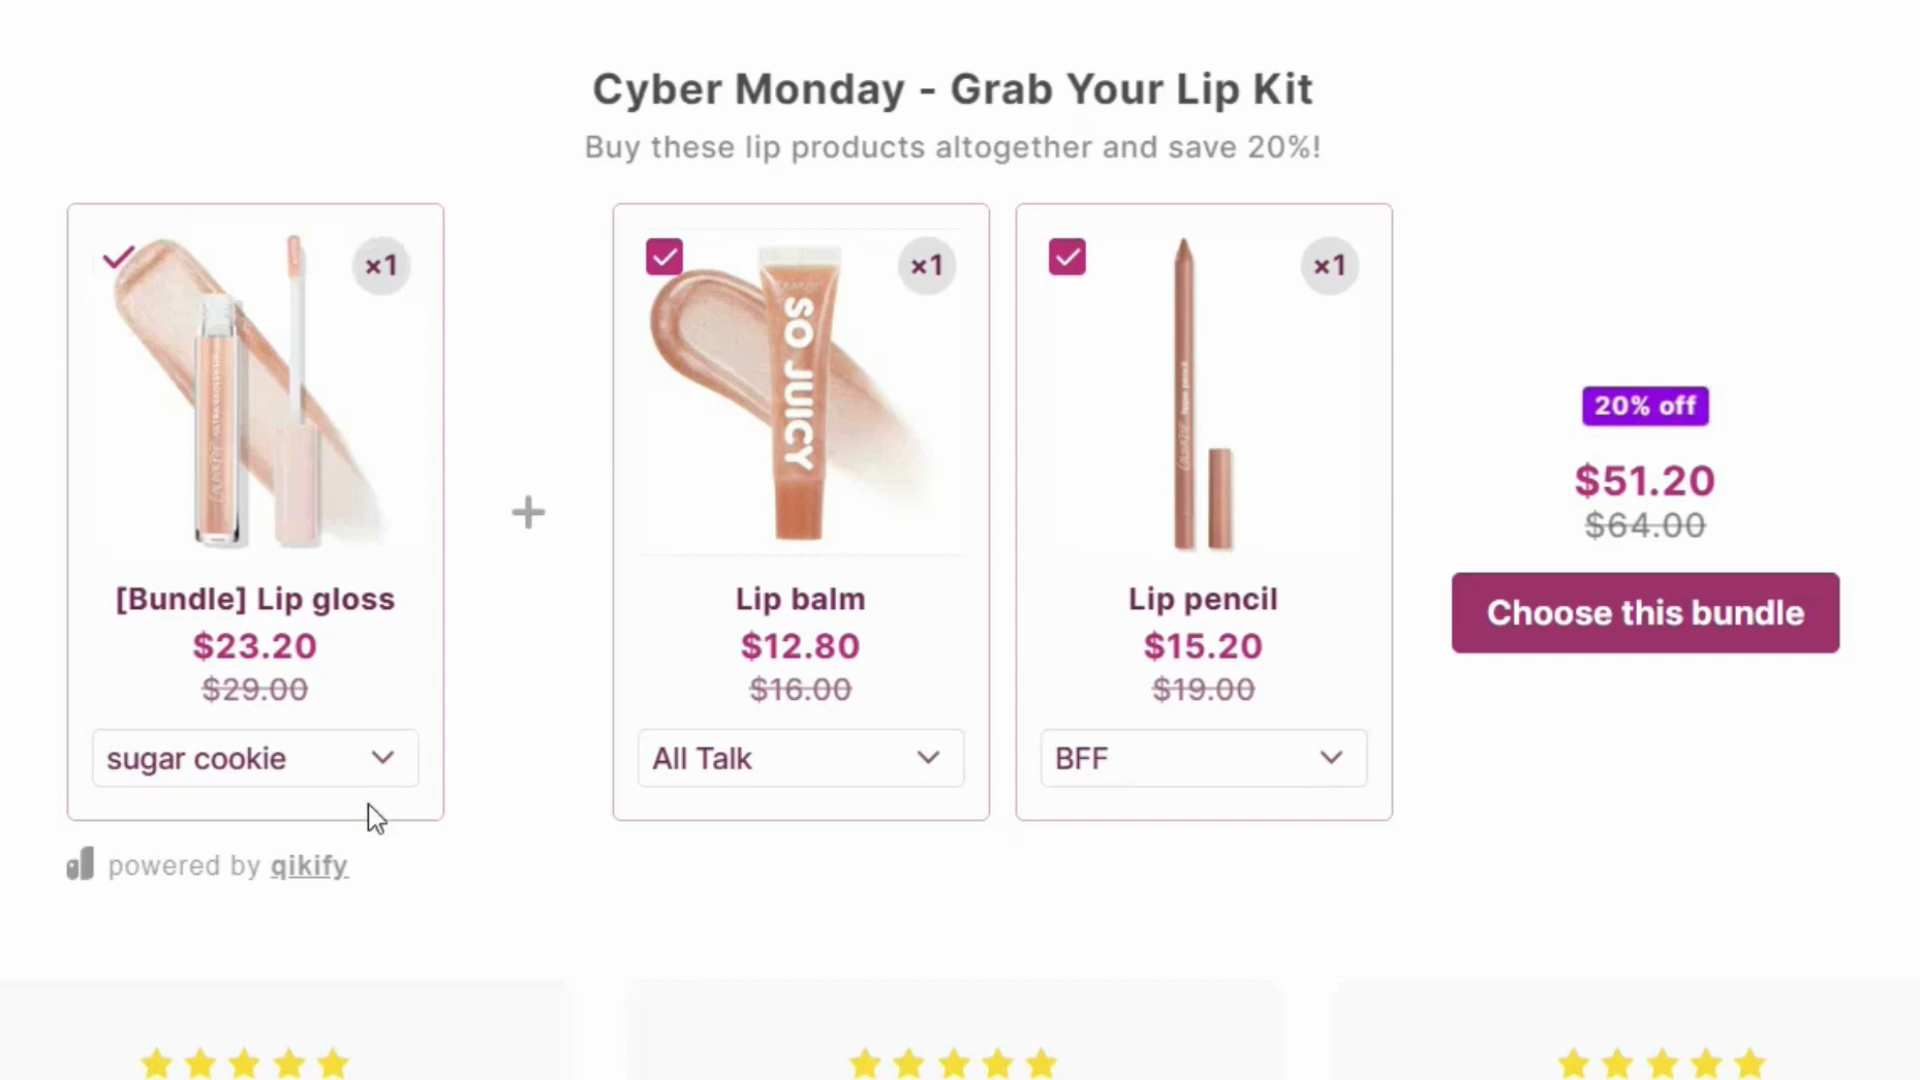 Cyber Monday - Grab Your Lip Kit
Buy these lip products altogether and save 20%!
×1
[Bundle] Lip gloss
$23.20
$29.00
sugar cookie
+
×1
SO JUICY
Lip balm
$12.80
$16.00
All Talk
×1
lippie pencil
Lip pencil
$15.20
$19.00
BFF
20% off
$51.20
$64.00
Choose this bundle
powered by qikify